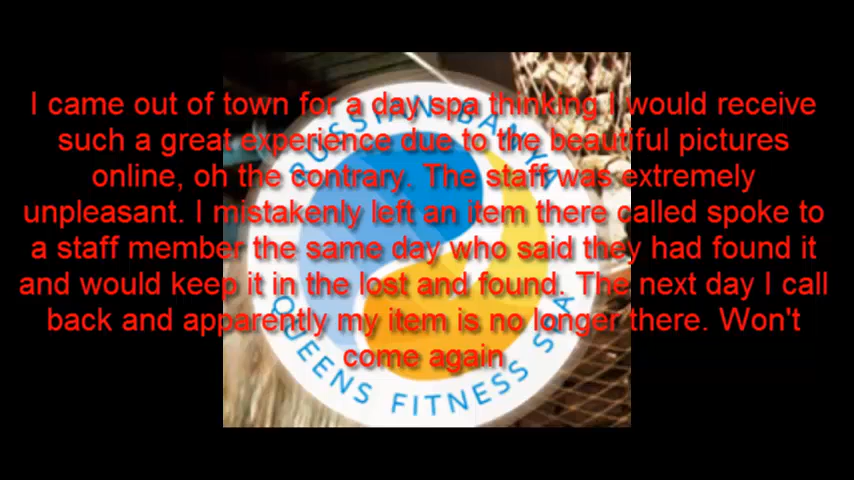 I came out of town for a day spa thinking I would receive
such a great experience due to the beautiful pictures
online, oh the contrary. The staff was extremely
unpleasant. I mistakenly left an item there called spoke to
a staff member the same day who said they had found it
and would keep it in the lost and found. The next day I call
back and apparently my item is no longer there. Won't
come again
RUSSIAN BANYA
QUEENS FITNESS SPA